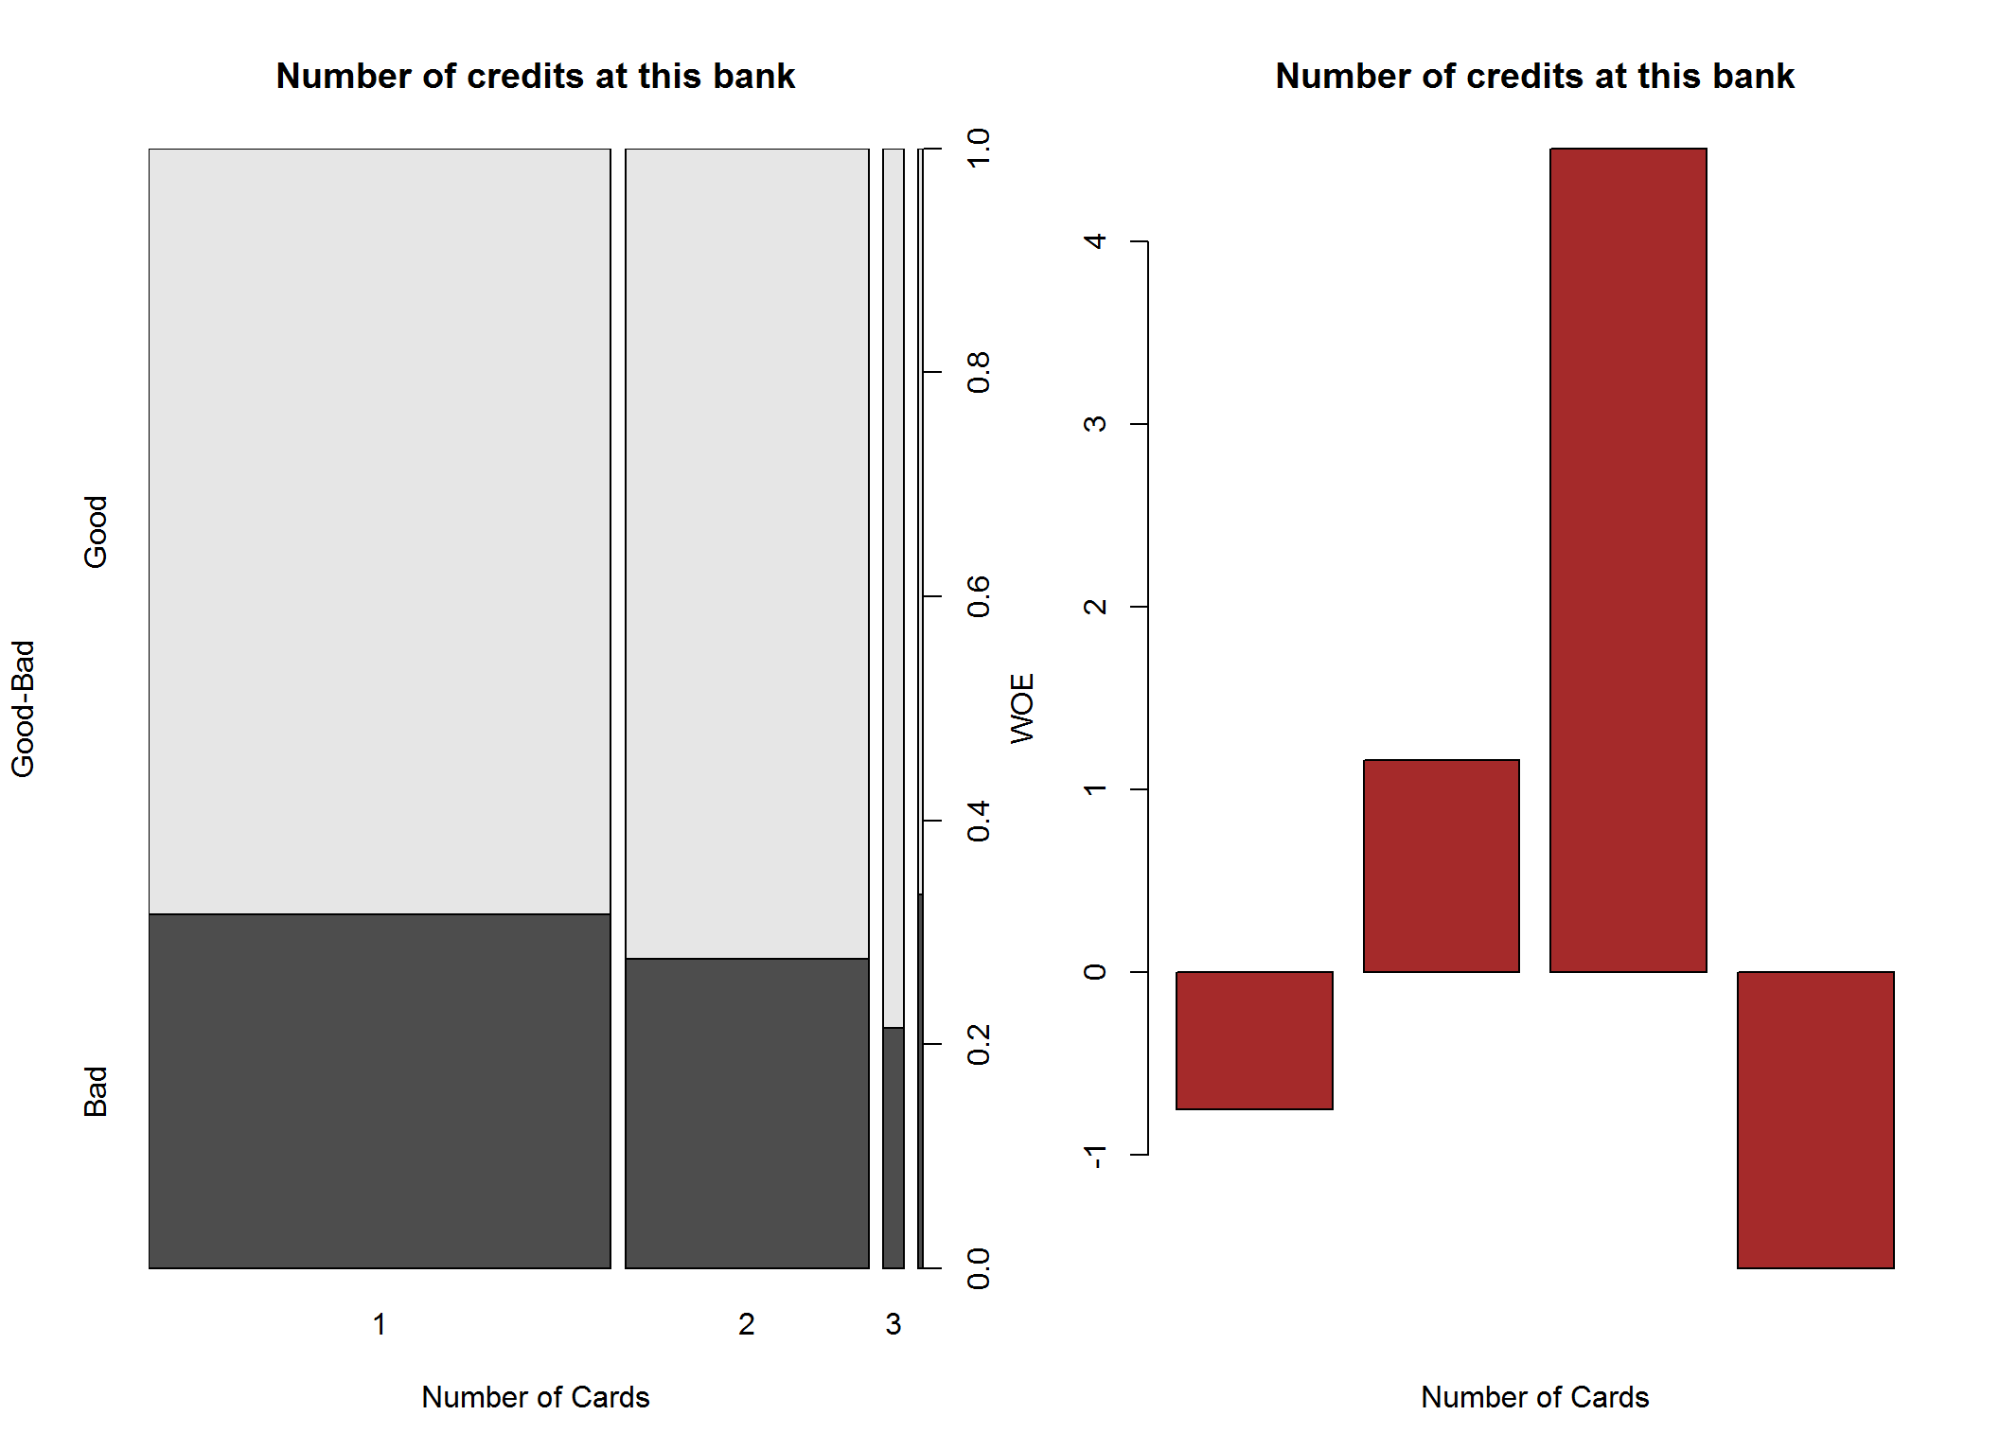 Number of credits at this bank
Good-Bad
Good
Bad
1.0
0.8
0.6
0.4
0.2
0.0
1 2 3
Number of Cards
Number of credits at this bank
WOE
4
3
2
1
0
-1
Number of Cards